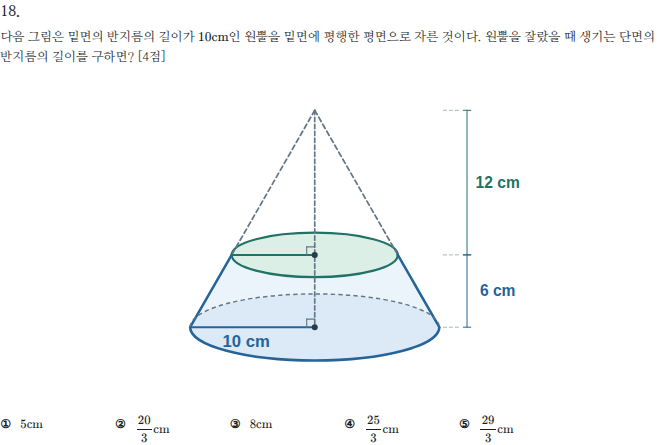 18.
다음 그림은 밑면의 반지름의 길이가 10cm인 원뿔을 밑면에 평행한 평면으로 자른 것이다. 원뿔을 잘랐을 때 생기는 단면의
반지름의 길이를 구하면? [4점]
12 cm
6 cm
10 cm
① 5cm ② 20/3 cm ③ 8cm ④ 25/3 cm ⑤ 29/3 cm